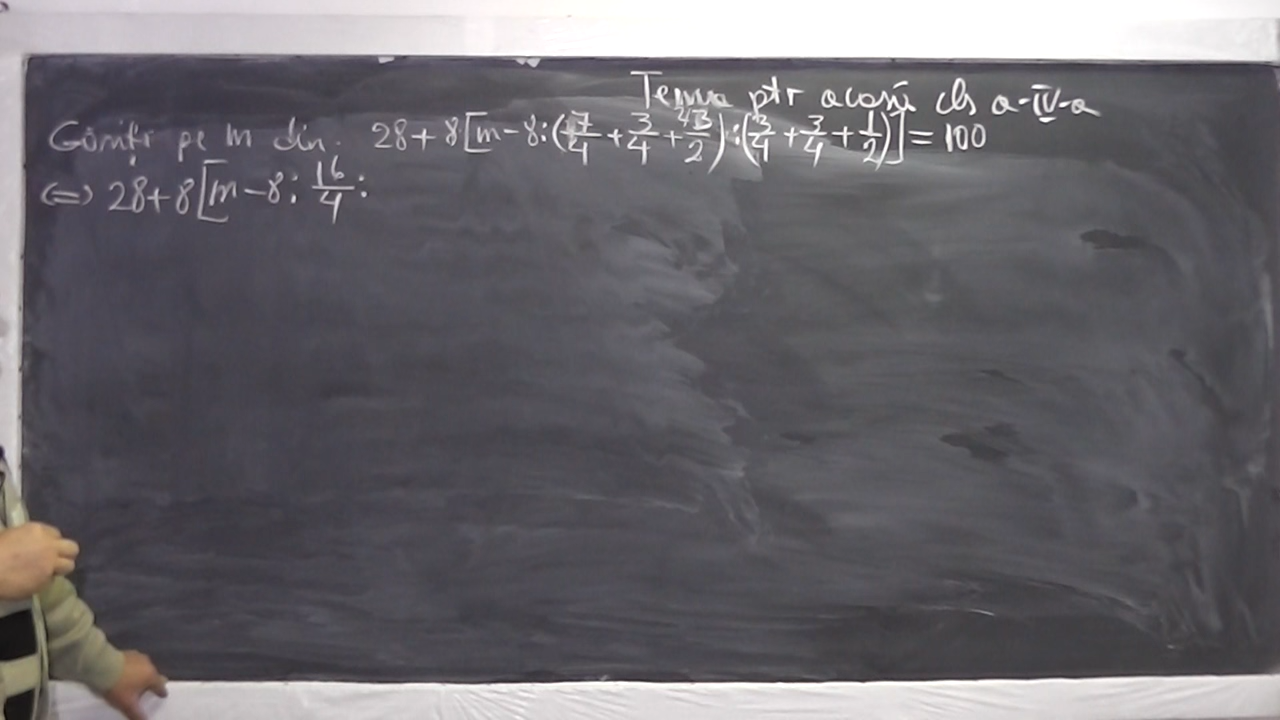 Tema ptr acasă cls a-IV-a
Găsiți pe m din. 28+8[m-8:(7/4+3/4+3/2):(3/4+3/4+1/2)]=100
(=) 28+8[m-8:16/4: